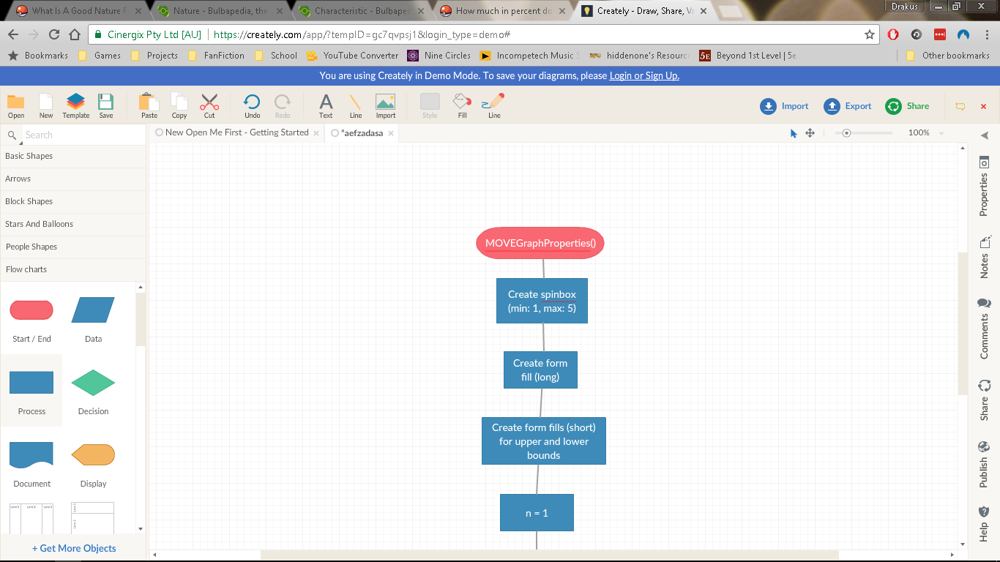 What Is A Good Nature F
Nature - Bulbapedia, the
Characteristic - Bulbaped
How much in percent do
Creately - Draw, Share, Va
Drakus
Cinergix Pty Ltd [AU]
https://creately.com/app/?tempID=gc7qvpsj1&login_type=demo#
Bookmarks
Games
Projects
FanFiction
School
YouTube Converter
Nine Circles
Incompetech Music S
hiddenone's Resourc
5E
Beyond 1st Level | 5e
Other bookmarks
You are using Creately in Demo Mode. To save your diagrams, please Login or Sign Up.
Open
New
Template
Save
Paste
Copy
Cut
Undo
Redo
Text
Line
Import
Style
Fill
Line
Import
Export
Share
Search
New Open Me First - Getting Started
*aefzadasa
100%
Basic Shapes
Arrows
Block Shapes
Stars And Balloons
People Shapes
Flow charts
Start / End
Data
Process
Decision
Document
Display
+ Get More Objects
MOVEGraphProperties()
Create spinbox
(min: 1, max: 5)
Create form
fill (long)
Create form fills (short)
for upper and lower
bounds
n = 1
Properties
Notes
Comments
Share
Publish
Help